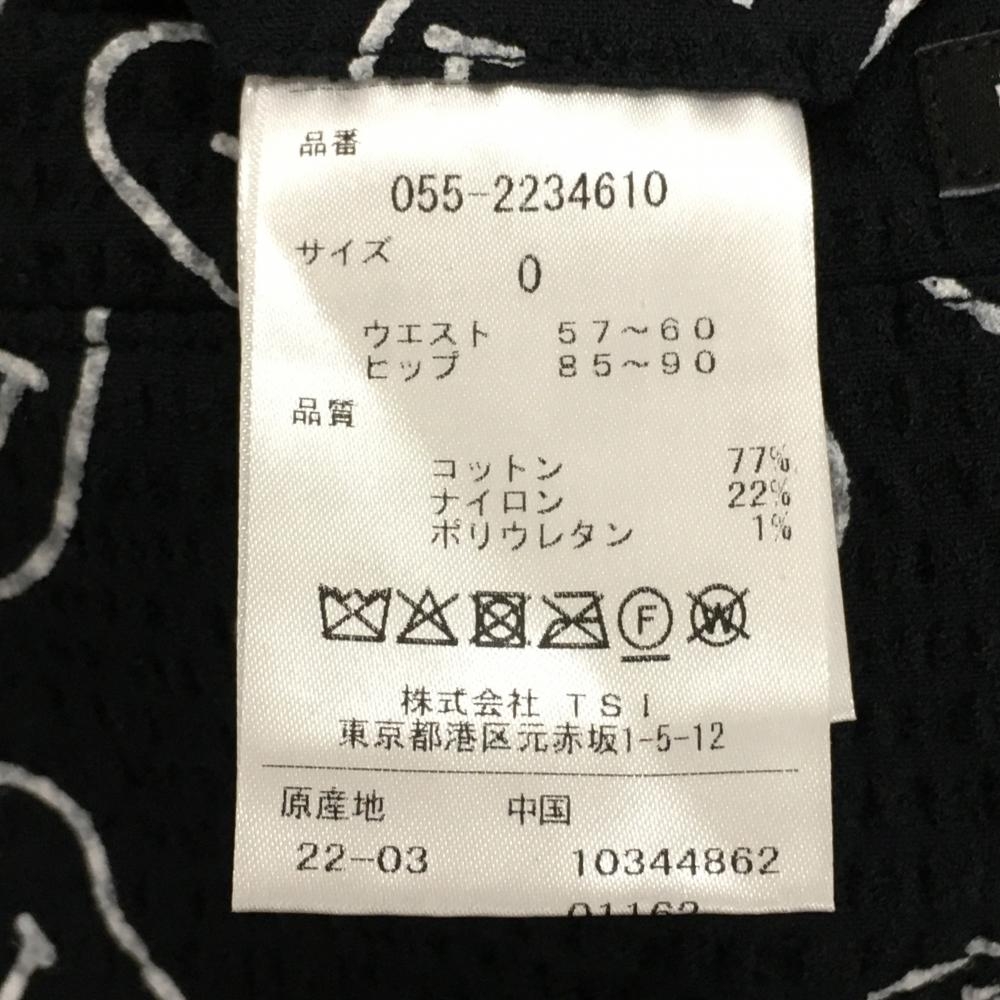 品番
055-2234610
サイズ
0
ウエスト 57～60
ヒップ 85～90
品質
コットン 77%
ナイロン 22%
ポリウレタン 1%
F W
株式会社 TSI
東京都港区元赤坂1-5-12
原産地 中国
22-03 10344862
01162